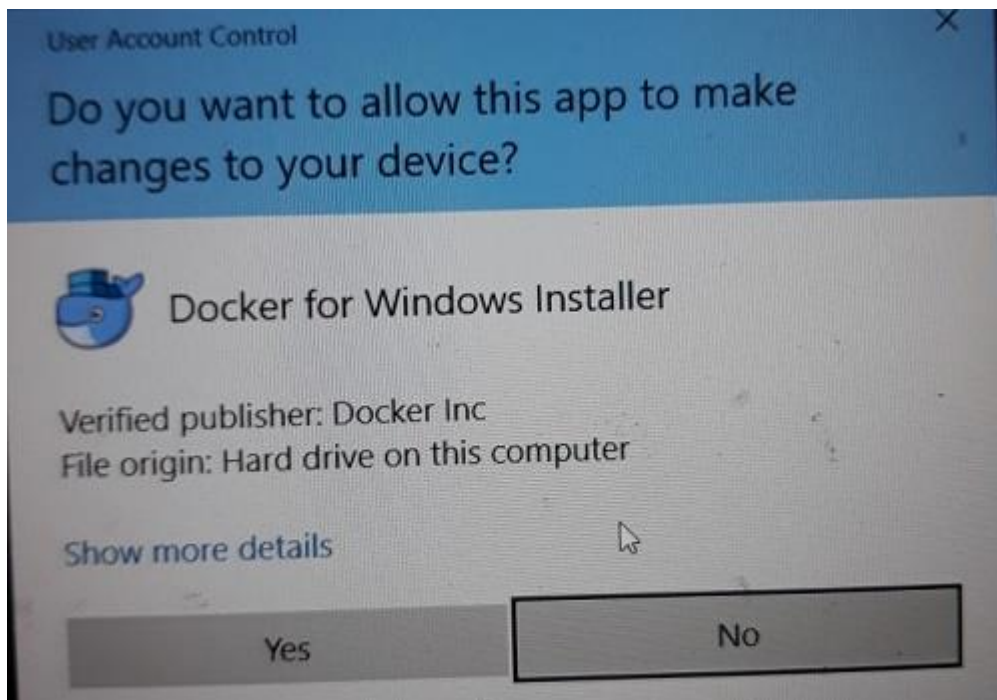 User Account Control
Do you want to allow this app to make
changes to your device?
Docker for Windows Installer
Verified publisher: Docker Inc
File origin: Hard drive on this computer
Show more details
Yes
No